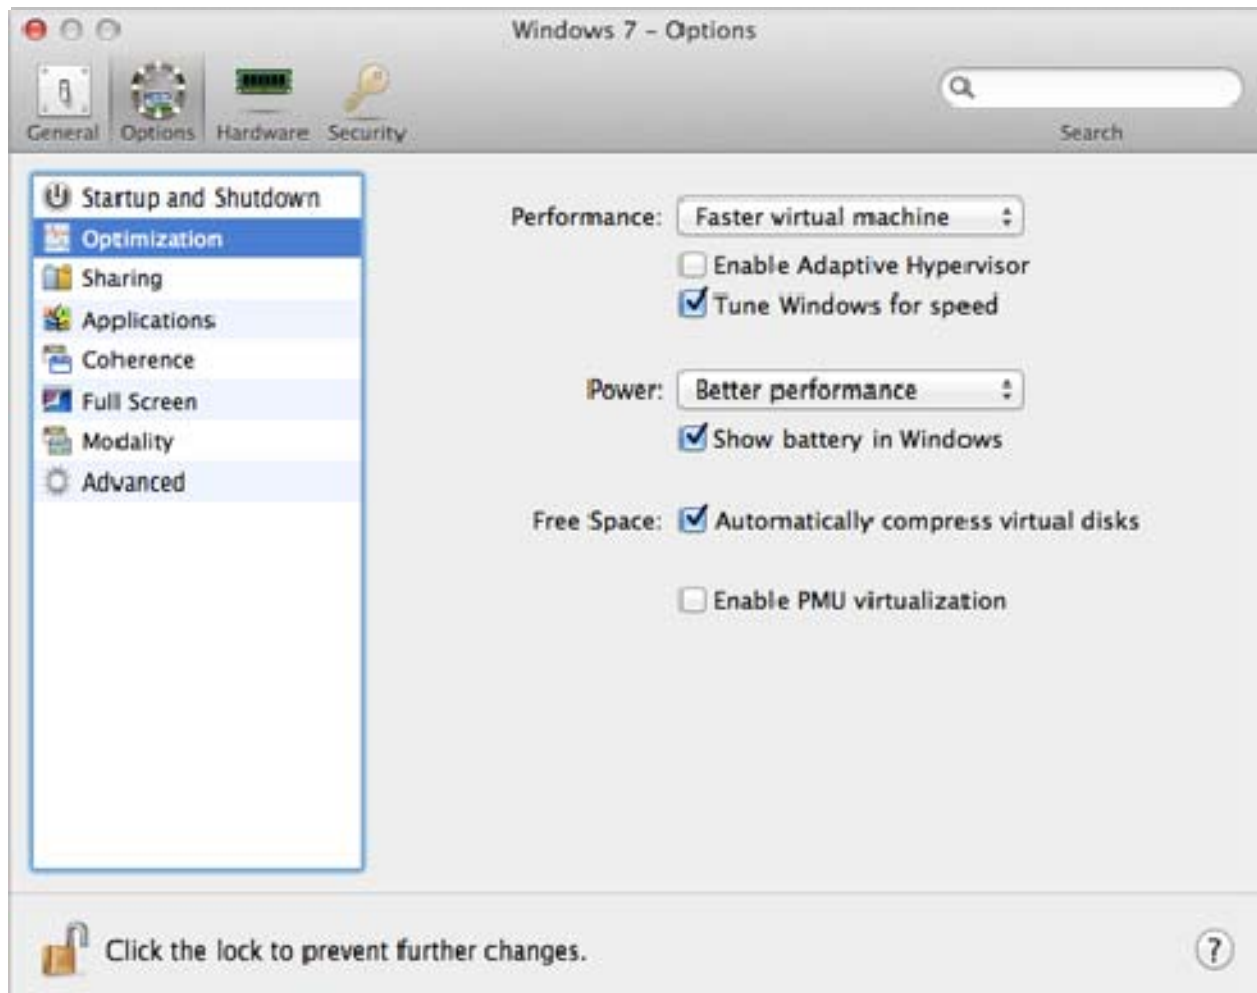 Windows 7 - Options
General Options Hardware Security
Search
Startup and Shutdown
Optimization
Sharing
Applications
Coherence
Full Screen
Modality
Advanced
Performance: Faster virtual machine
Enable Adaptive Hypervisor
Tune Windows for speed
Power: Better performance
Show battery in Windows
Free Space: Automatically compress virtual disks
Enable PMU virtualization
Click the lock to prevent further changes.
?